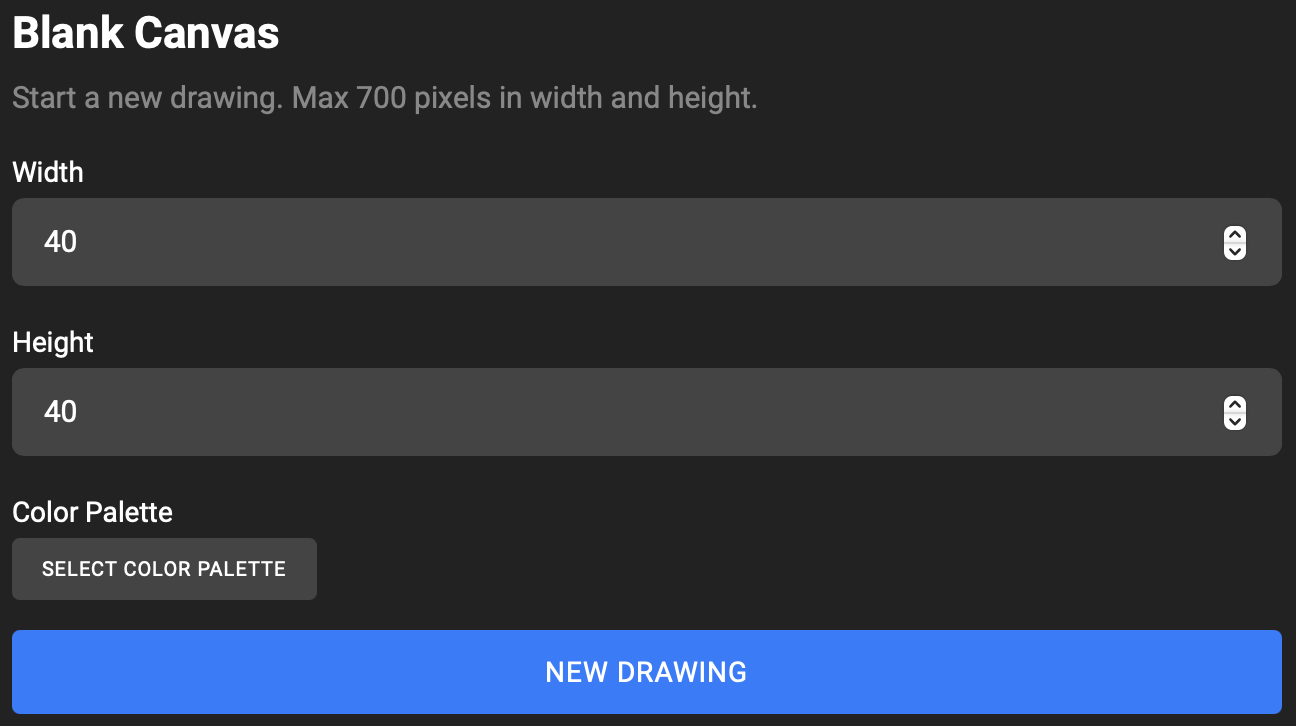 Blank Canvas
Start a new drawing. Max 700 pixels in width and height.
Width
40
Height
40
Color Palette
SELECT COLOR PALETTE
NEW DRAWING